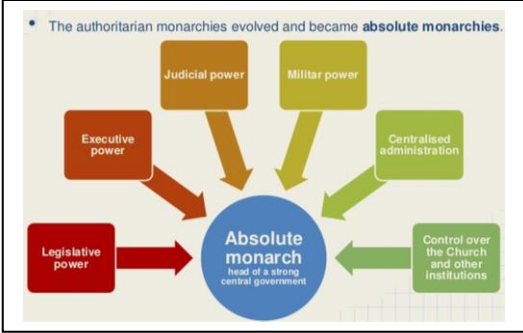 • The authoritarian monarchies evolved and became absolute monarchies.
Judicial power
Militar power
Executive
power
Centralised
administration
Legislative
power
Absolute
monarch
head of a strong
central government
Control over
the Church
and other
institutions